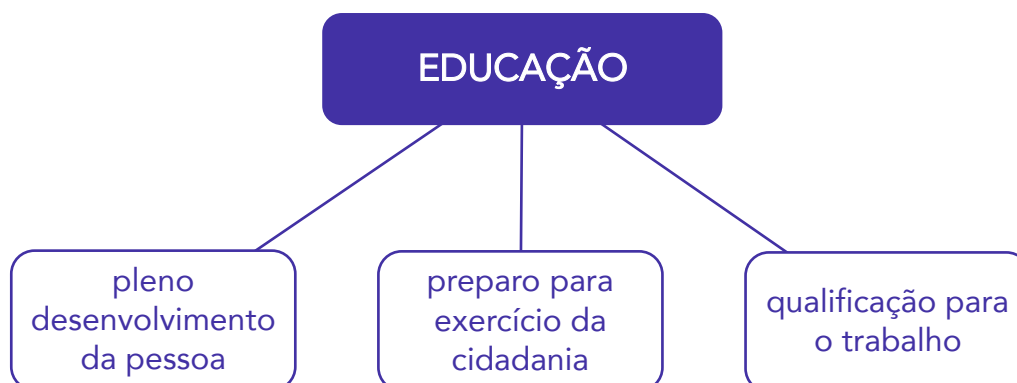 EDUCAÇÃO
pleno
desenvolvimento
da pessoa
preparo para
exercício da
cidadania
qualificação para
o trabalho